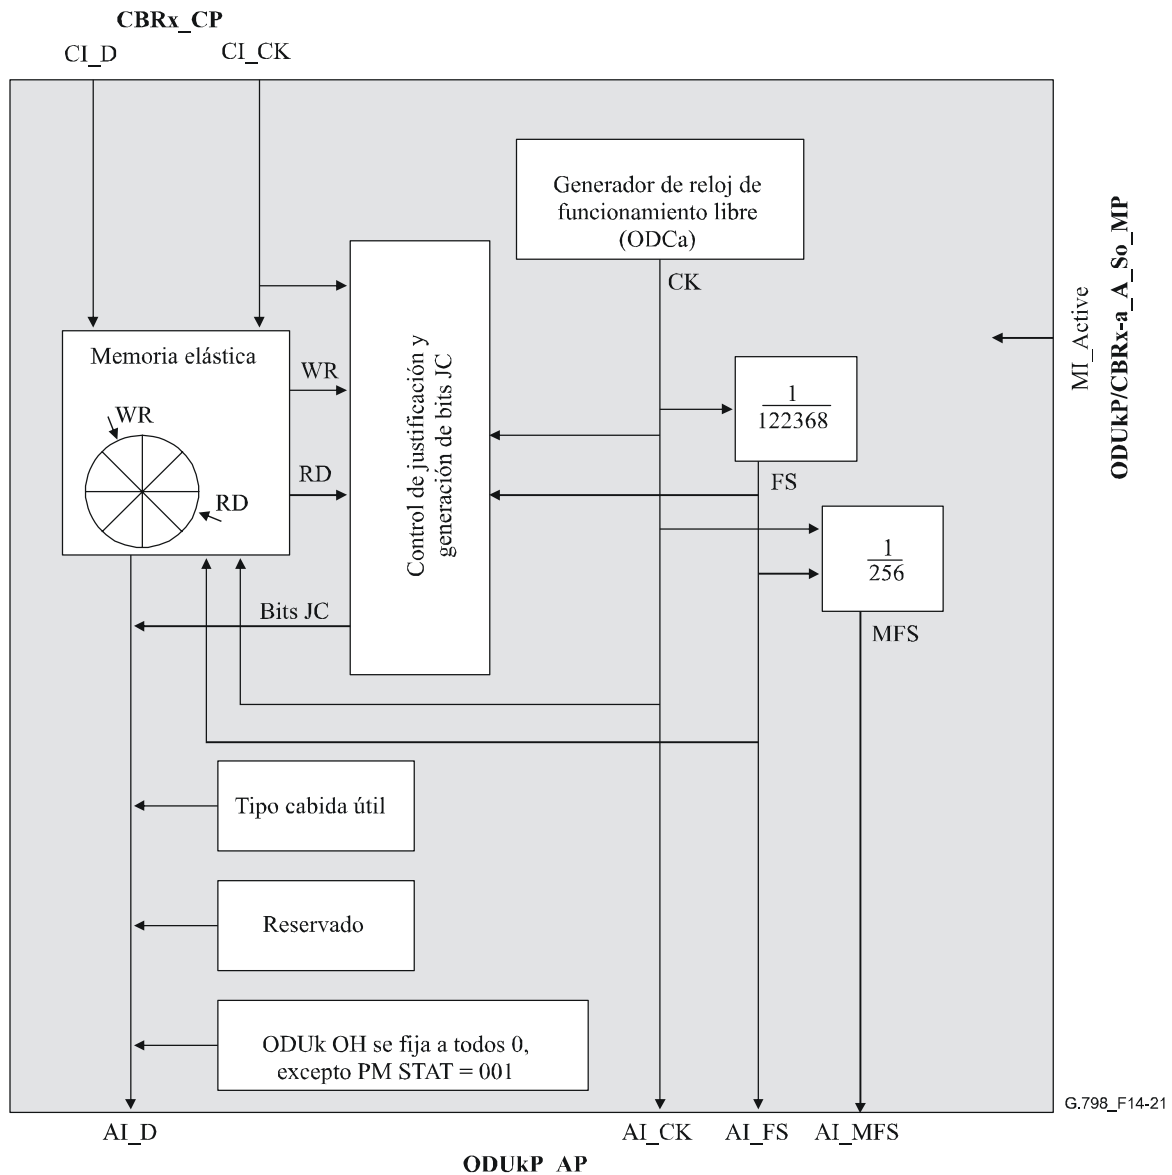 CBRx_CP
CI_D
CI_CK
Generador de reloj de
funcionamiento libre
(ODCa)
CK
MI_Active
ODUkP/CBRx-a_A_So_MP
Memoria elástica
WR
WR
RD
RD
Control de justificación y
generación de bits JC
1
122368
FS
1
256
MFS
Bits JC
Tipo cabida útil
Reservado
ODUk OH se fija a todos 0,
excepto PM STAT = 001
G.798_F14-21
AI_D
AI_CK
AI_FS
AI_MFS
ODUkP_AP